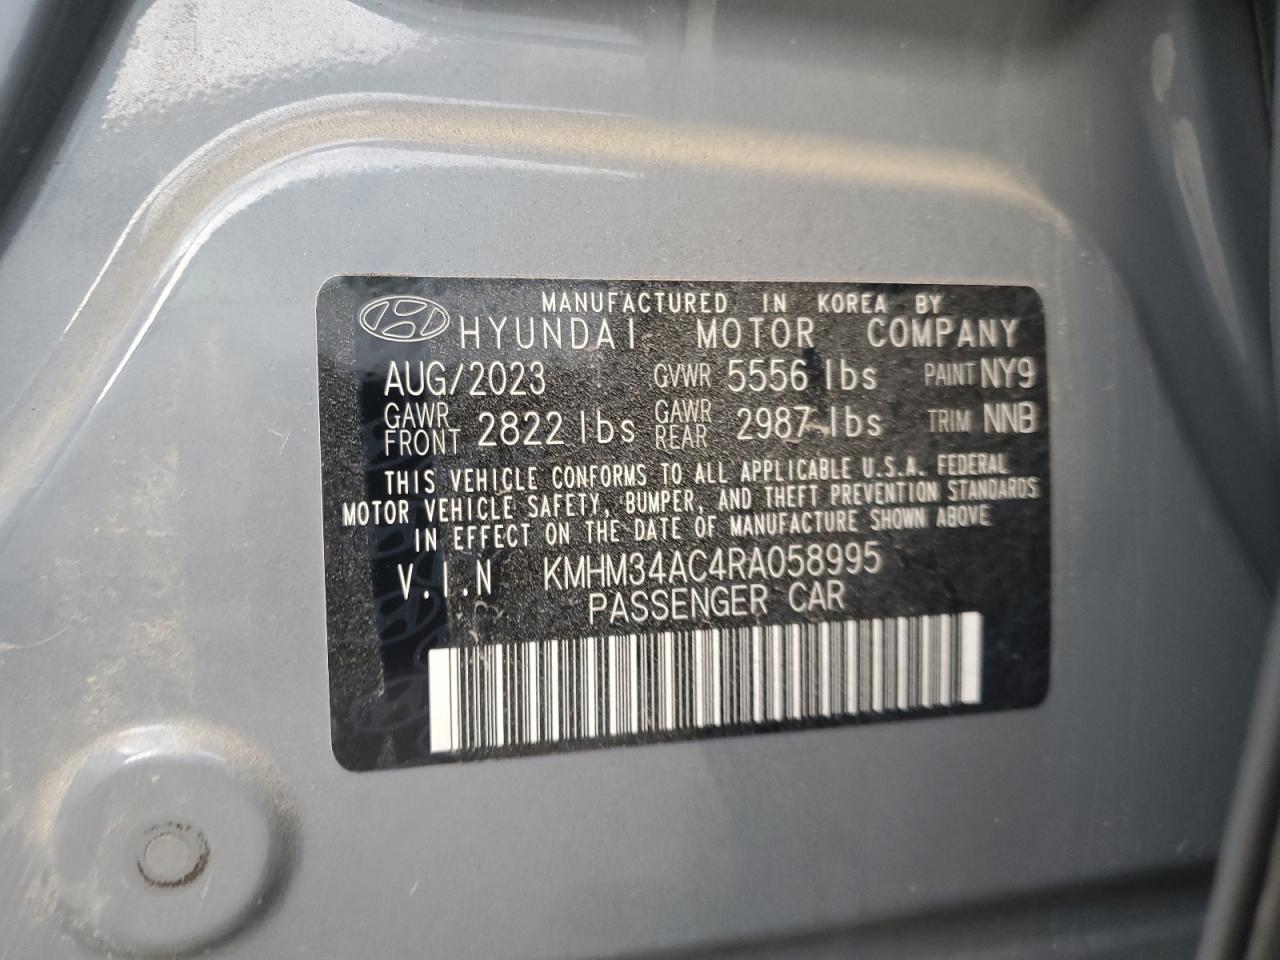 MANUFACTURED IN KOREA BY
HYUNDAI MOTOR COMPANY
AUG/2023 GVWR 5556 lbs PAINT NY9
GAWR FRONT 2822 lbs GAWR REAR 2987 lbs TRIM NNB
THIS VEHICLE CONFORMS TO ALL APPLICABLE U.S.A. FEDERAL
MOTOR VEHICLE SAFETY, BUMPER, AND THEFT PREVENTION STANDARDS
IN EFFECT ON THE DATE OF MANUFACTURE SHOWN ABOVE
V.I.N KMHM34AC4RA058995
PASSENGER CAR